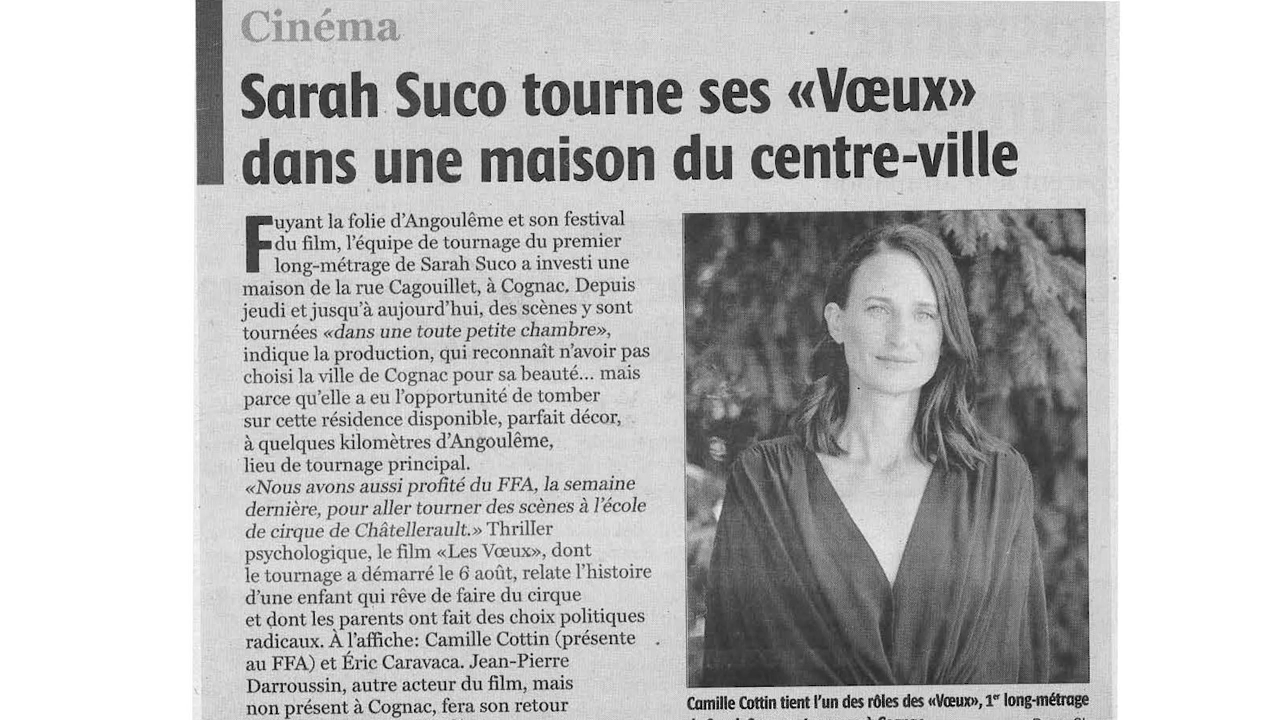 Cinéma
Sarah Suco tourne ses «Vœux»
dans une maison du centre-ville
Fuyant la folie d'Angoulême et son festival
du film, l'équipe de tournage du premier
long-métrage de Sarah Suco a investi une
maison de la rue Cagouillet, à Cognac. Depuis
jeudi et jusqu'à aujourd'hui, des scènes y sont
tournées «dans une toute petite chambre»,
indique la production, qui reconnaît n'avoir pas
choisi la ville de Cognac pour sa beauté... mais
parce qu'elle a eu l'opportunité de tomber
sur cette résidence disponible, parfait décor,
à quelques kilomètres d'Angoulême,
lieu de tournage principal.
«Nous avons aussi profité du FFA, la semaine
dernière, pour aller tourner des scènes à l'école
de cirque de Châtellerault.» Thriller
psychologique, le film «Les Vœux», dont
le tournage a démarré le 6 août, relate l'histoire
d'une enfant qui rêve de faire du cirque
et dont les parents ont fait des choix politiques
radicaux. À l'affiche: Camille Cottin (présente
au FFA) et Éric Caravaca. Jean-Pierre
Darroussin, autre acteur du film, mais
non présent à Cognac, fera son retour
Camille Cottin tient l'un des rôles des «Vœux», 1er long-métrage